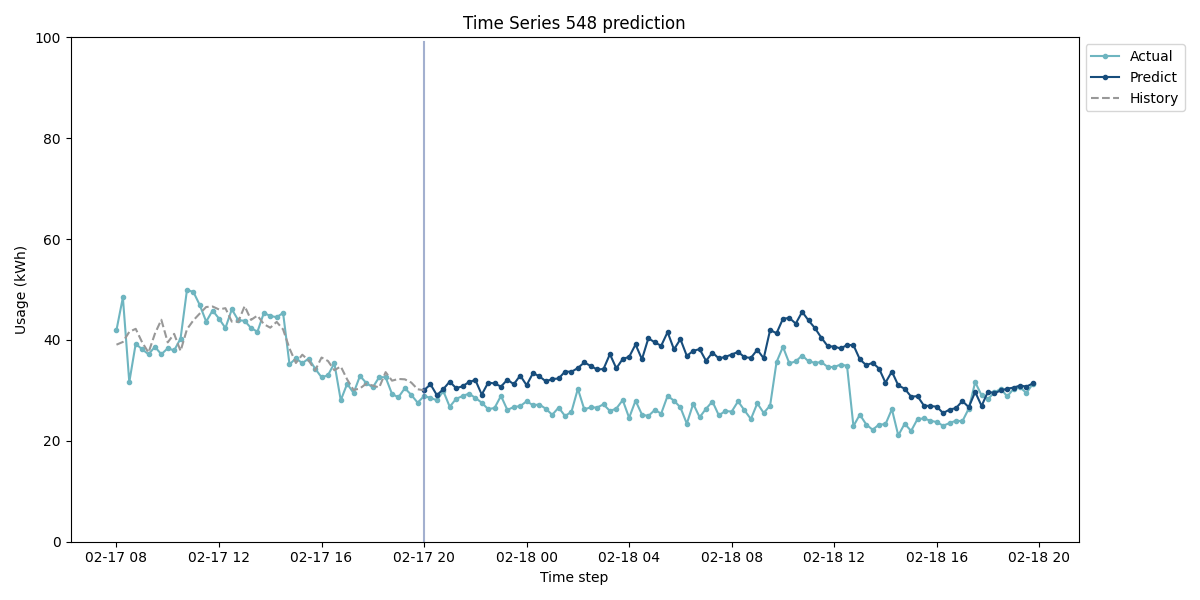 Time Series 548 prediction
100
80
60
40
20
0
Usage (kWh)
02-17 08 02-17 12 02-17 16 02-17 20 02-18 00 02-18 04 02-18 08 02-18 12 02-18 16 02-18 20
Time step
Actual
Predict
History